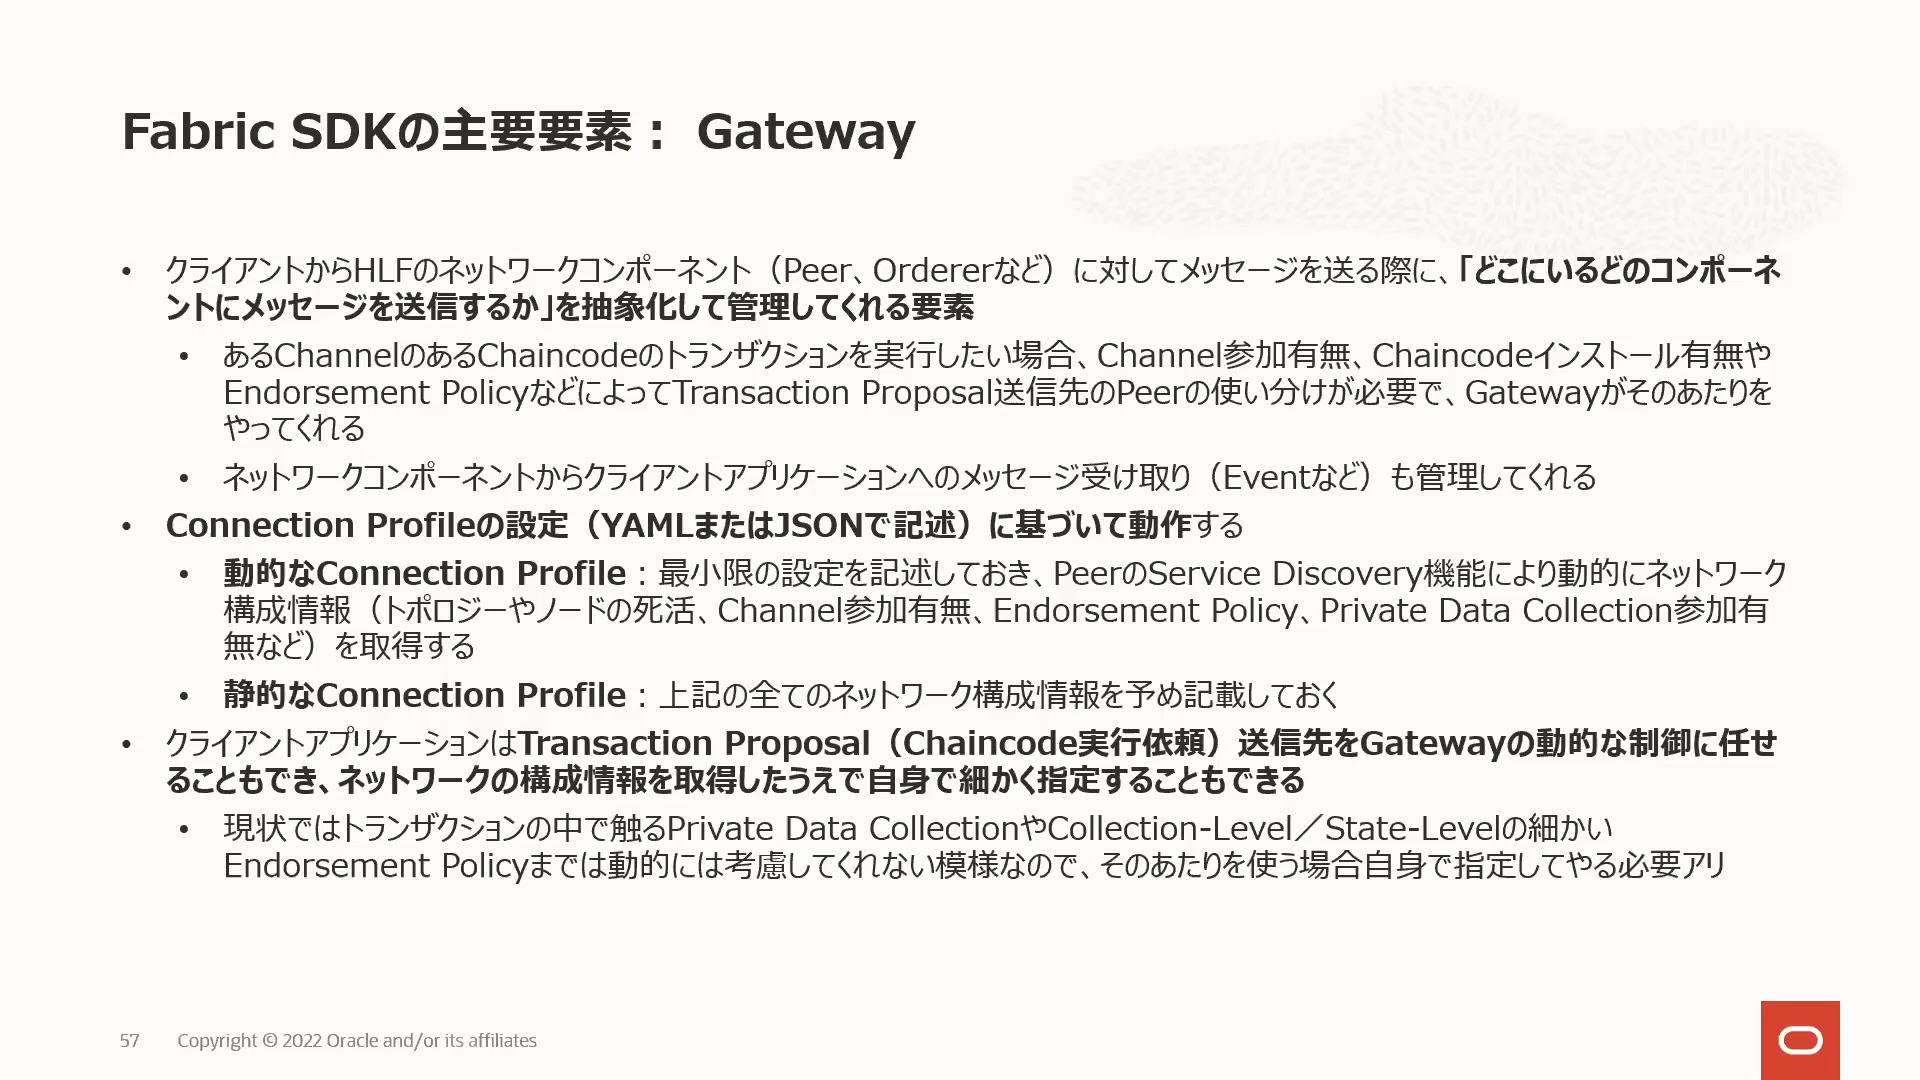 Fabric SDKの主要要素： Gateway
• クライアントからHLFのネットワークコンポーネント（Peer、Ordererなど）に対してメッセージを送る際に、「どこにいるどのコンポーネ
ントにメッセージを送信するか」を抽象化して管理してくれる要素
• あるChannelのあるChaincodeのトランザクションを実行したい場合、Channel参加有無、Chaincodeインストール有無や
Endorsement PolicyなどによってTransaction Proposal送信先のPeerの使い分けが必要で、Gatewayがそのあたりを
やってくれる
• ネットワークコンポーネントからクライアントアプリケーションへのメッセージ受け取り（Eventなど）も管理してくれる
• Connection Profileの設定（YAMLまたはJSONで記述）に基づいて動作する
• 動的なConnection Profile：最小限の設定を記述しておき、PeerのService Discovery機能により動的にネットワーク
構成情報（トポロジーやノードの死活、Channel参加有無、Endorsement Policy、Private Data Collection参加有
無など）を取得する
• 静的なConnection Profile：上記の全てのネットワーク構成情報を予め記載しておく
• クライアントアプリケーションはTransaction Proposal（Chaincode実行依頼）送信先をGatewayの動的な制御に任せ
ることもでき、ネットワークの構成情報を取得したうえで自身で細かく指定することもできる
• 現状ではトランザクションの中で触るPrivate Data CollectionやCollection-Level／State-Levelの細かい
Endorsement Policyまでは動的には考慮してくれない模様なので、そのあたりを使う場合自身で指定してやる必要アリ
57 Copyright © 2022 Oracle and/or its affiliates